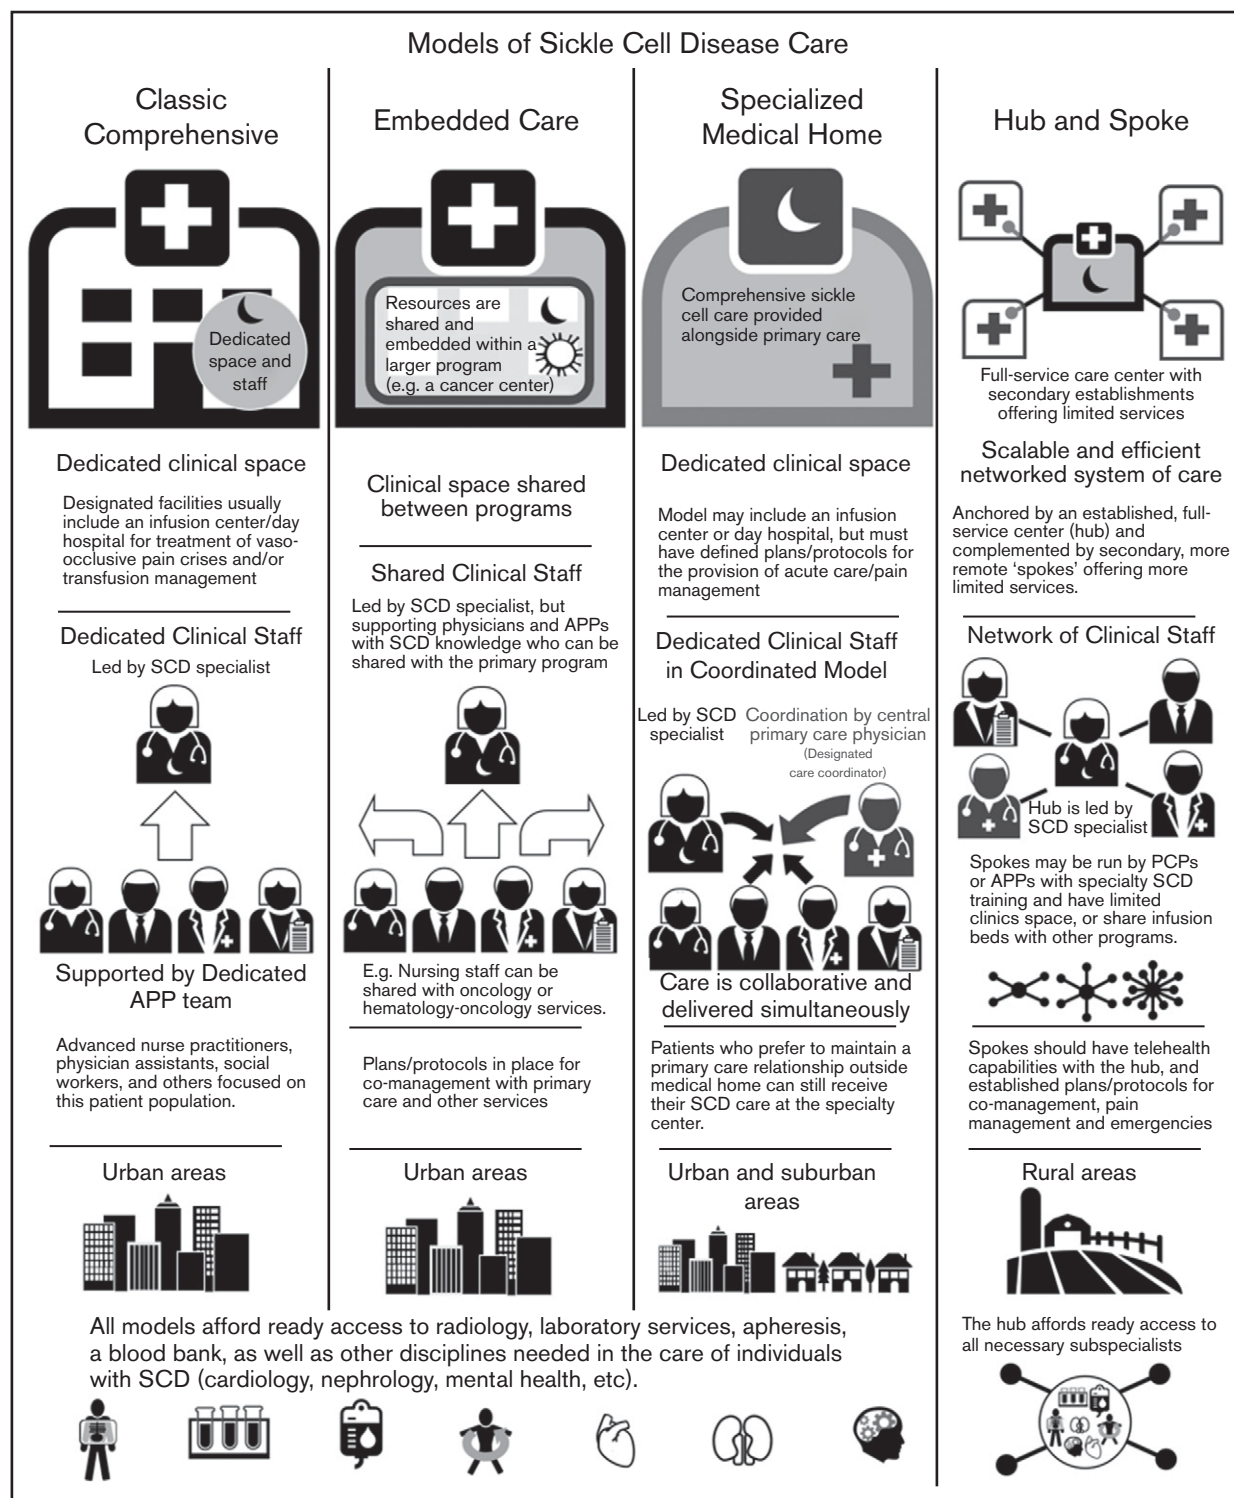 Models of Sickle Cell Disease Care
Classic
Comprehensive
Dedicated
space and
staff
Dedicated clinical space
Designated facilities usually
include an infusion center/day
hospital for treatment of vaso-
occlusive pain crises and/or
transfusion management
Dedicated Clinical Staff
Led by SCD specialist
Supported by Dedicated
APP team
Advanced nurse practitioners,
physician assistants, social
workers, and others focused on
this patient population.
Urban areas
Embedded Care
Resources are
shared and
embedded within a
larger program
(e.g. a cancer center)
Clinical space shared
between programs
Shared Clinical Staff
Led by SCD specialist, but
supporting physicians and APPs
with SCD knowledge who can be
shared with the primary program
E.g. Nursing staff can be
shared with oncology or
hematology-oncology services.
Plans/protocols in place for
co-management with primary
care and other services
Urban areas
Specialized
Medical Home
Comprehensive sickle
cell care provided
alongside primary care
Dedicated clinical space
Model may include an infusion
center or day hospital, but must
have defined plans/protocols for
the provision of acute care/pain
management
Dedicated Clinical Staff
in Coordinated Model
Led by SCD
specialist
Coordination by central
primary care physician
(Designated
care coordinator)
Care is collaborative and
delivered simultaneously
Patients who prefer to maintain a
primary care relationship outside
medical home can still receive
their SCD care at the specialty
center.
Urban and suburban
areas
Hub and Spoke
Full-service care center with
secondary establishments
offering limited services
Scalable and efficient
networked system of care
Anchored by an established, full-
service center (hub) and
complemented by secondary, more
remote 'spokes' offering more
limited services.
Network of Clinical Staff
Hub is led by
SCD specialist
Spokes may be run by PCPs
or APPs with specialty SCD
training and have limited
clinics space, or share infusion
beds with other programs.
Spokes should have telehealth
capabilities with the hub, and
established plans/protocols for
co-management, pain
management and emergencies
Rural areas
The hub affords ready access to
all necessary subspecialists
All models afford ready access to radiology, laboratory services, apheresis,
a blood bank, as well as other disciplines needed in the care of individuals
with SCD (cardiology, nephrology, mental health, etc).